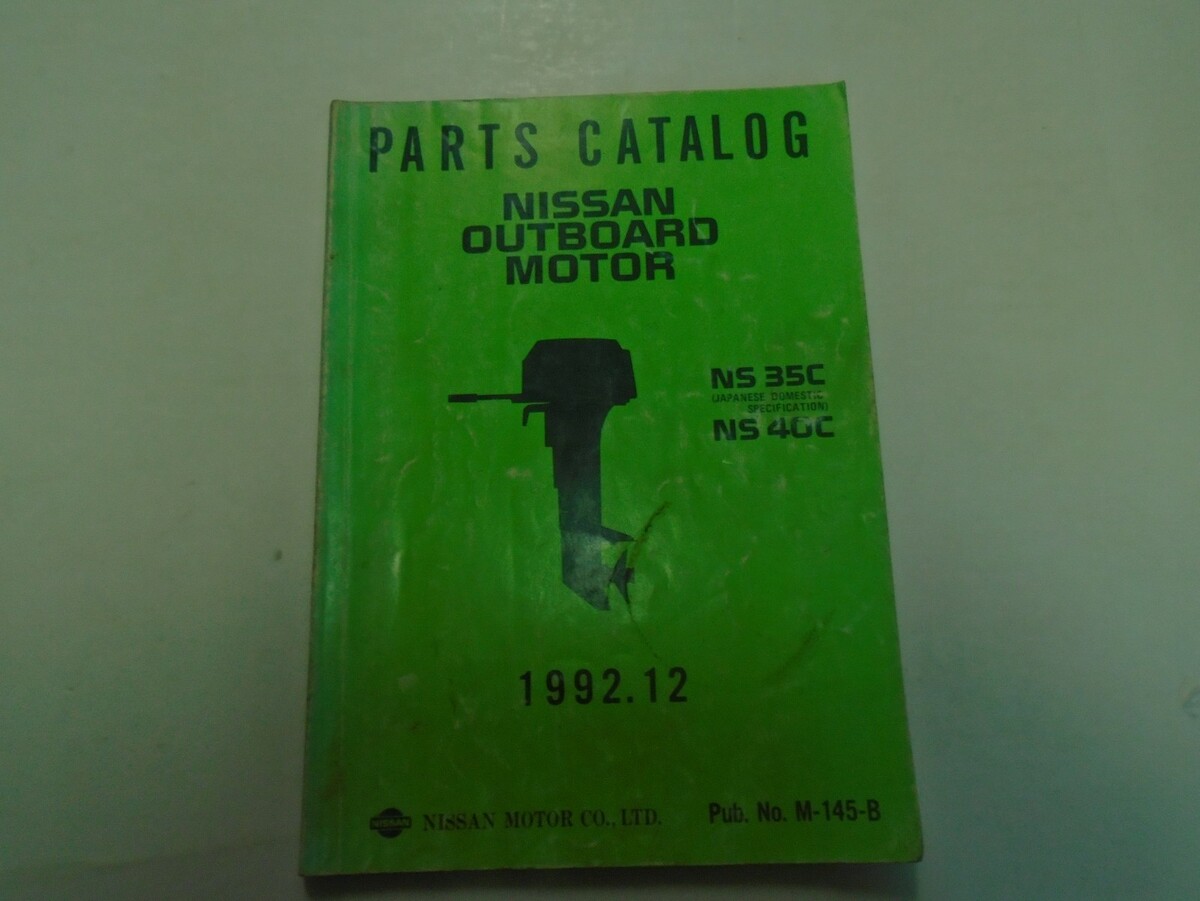 PARTS CATALOG
NISSAN
OUTBOARD
MOTOR
NS 35C
(JAPANESE DOMESTIC
SPECIFICATION)
NS 40C
1992.12
NISSAN NISSAN MOTOR CO., LTD. Pub. No. M-145-B